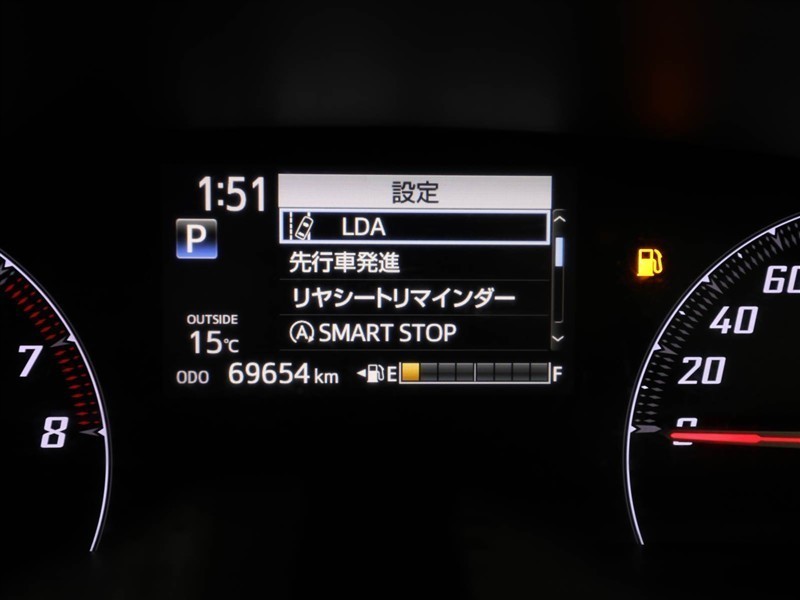 1:51
設定
P
LDA
先行車発進
リヤシートリマインダー
SMART STOP
OUTSIDE
15℃
ODO 69654 km
E F
7
8
60
40
20
0